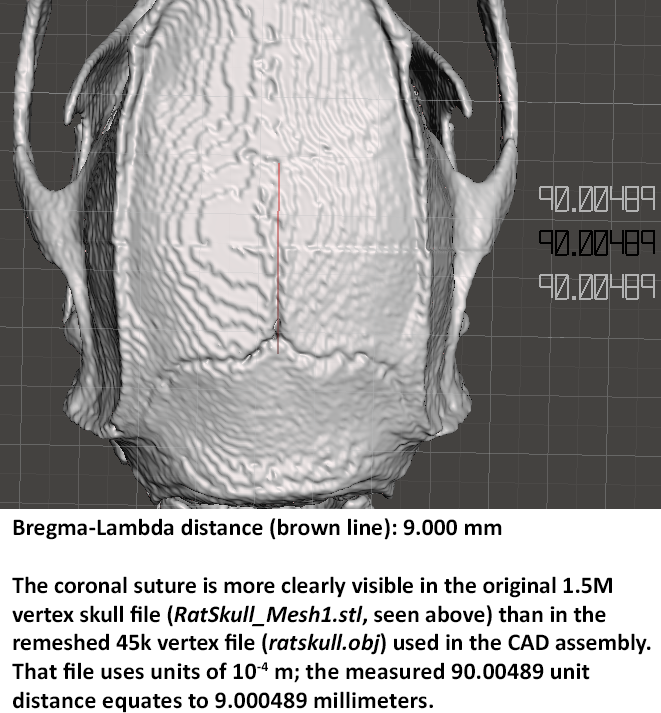 90.00489
90.00489
90.00489
Bregma-Lambda distance (brown line): 9.000 mm
The coronal suture is more clearly visible in the original 1.5M
vertex skull file (RatSkull_Mesh1.stl, seen above) than in the
remeshed 45k vertex file (ratskull.obj) used in the CAD assembly.
That file uses units of 10⁻⁴ m; the measured 90.00489 unit
distance equates to 9.000489 millimeters.